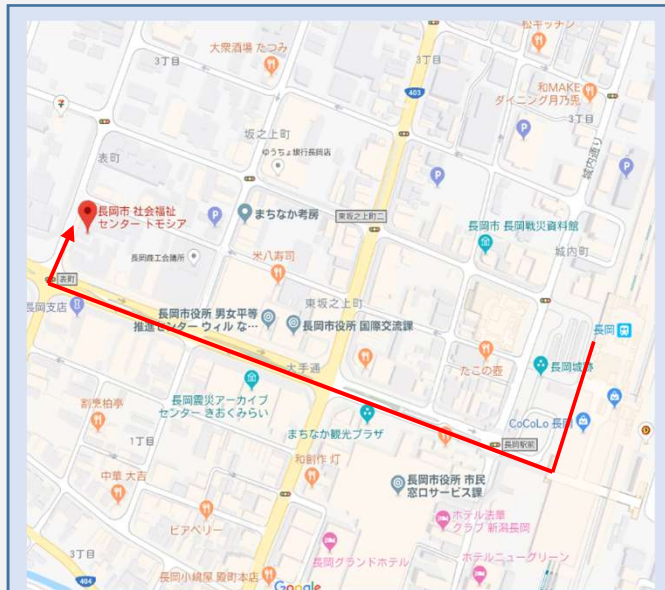 松キッチン
大衆酒場 たつみ
3丁目
3丁目
和MAKE
ダイニング月乃兎
403
3丁目
坂之上町
ゆうちょ銀行長岡店
表町
城内通り
長岡市 社会福祉
センター トモシア
まちなか考房
東坂之上町二
長岡市 長岡戦災資料館
城内町
長岡商工会議所
米八寿司
表町
東坂之上町
長岡支店
長岡市役所 男女平等
推進センター ウィル な…
長岡市役所 国際交流課
長岡
大手通
たこの壺
長岡城跡
長岡震災アーカイブ
センター きおくみらい
割烹柏亭
まちなか観光プラザ
CoCoLo 長岡
1丁目
長岡駅前
和創作 灯
中華 大吉
長岡市役所 市民
窓口サービス課
ビアベリー
ホテル法華
クラブ 新潟長岡
3丁目
長岡グランドホテル
ホテルニューグリーン
404
長岡小嶋屋 殿町本店
Google